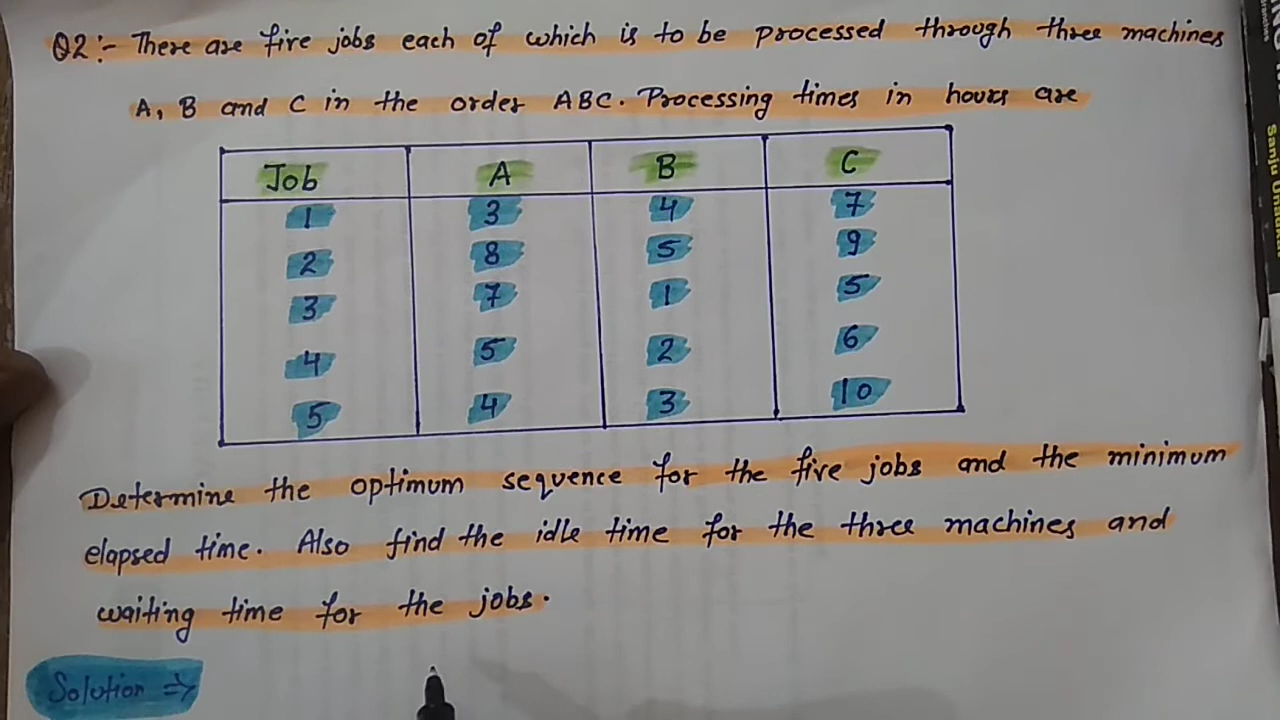 Q2:- There are five jobs each of which is to be processed through three machines
A, B and C in the order ABC. Processing times in hours are
Job A B C
1 3 4 7
2 8 5 9
3 7 1 5
4 5 2 6
5 4 3 10
Determine the optimum sequence for the five jobs and the minimum
elapsed time. Also find the idle time for the three machines and
waiting time for the jobs.
Solution ⇒